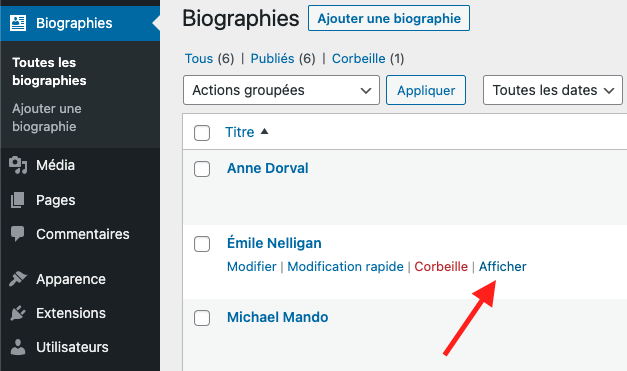 Biographies
Toutes les
biographies
Ajouter une
biographie
Média
Pages
Commentaires
Apparence
Extensions
Utilisateurs
Biographies Ajouter une biographie
Tous (6) | Publiés (6) | Corbeille (1)
Actions groupées Appliquer Toutes les dates
Titre
Anne Dorval
Émile Nelligan
Modifier | Modification rapide | Corbeille | Afficher
Michael Mando